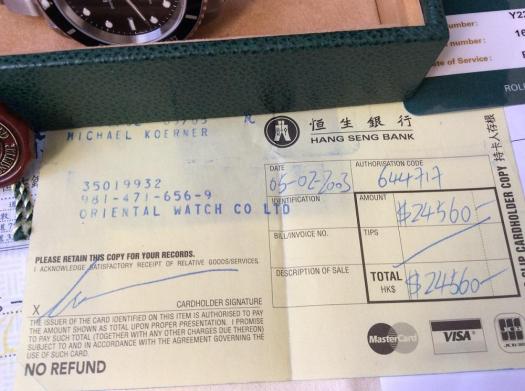 Y22
number:
16
te of Service:
ROL
MICHAEL KOERNER
恒生銀行
HANG SENG BANK
持卡人存根
CARDHOLDER COPY
DATE
05-02-2003
AUTHORISATION CODE
644717
35019932
981-471-656-9
ORIENTAL WATCH CO LTD
IDENTIFICATION
AMOUNT
$24560-
BILL/INVOICE NO.
TIPS
DESCRIPTION OF SALE
TOTAL
HK$
$24560-
PLEASE RETAIN THIS COPY FOR YOUR RECORDS.
I ACKNOWLEDGE SATISFACTORY RECEIPT OF RELATIVE GOODS/SERVICES.
X
CARDHOLDER SIGNATURE
THE ISSUER OF THE CARD IDENTIFIED ON THIS ITEM IS AUTHORISED TO PAY
THE AMOUNT SHOWN AS TOTAL UPON PROPER PRESENTATION. I PROMISE
TO PAY SUCH TOTAL (TOGETHER WITH ANY OTHER CHARGES DUE THEREON)
SUBJECT TO AND IN ACCORDANCE WITH THE AGREEMENT GOVERNING THE
USE OF SUCH CARD.
NO REFUND
MasterCard
VISA
JCB